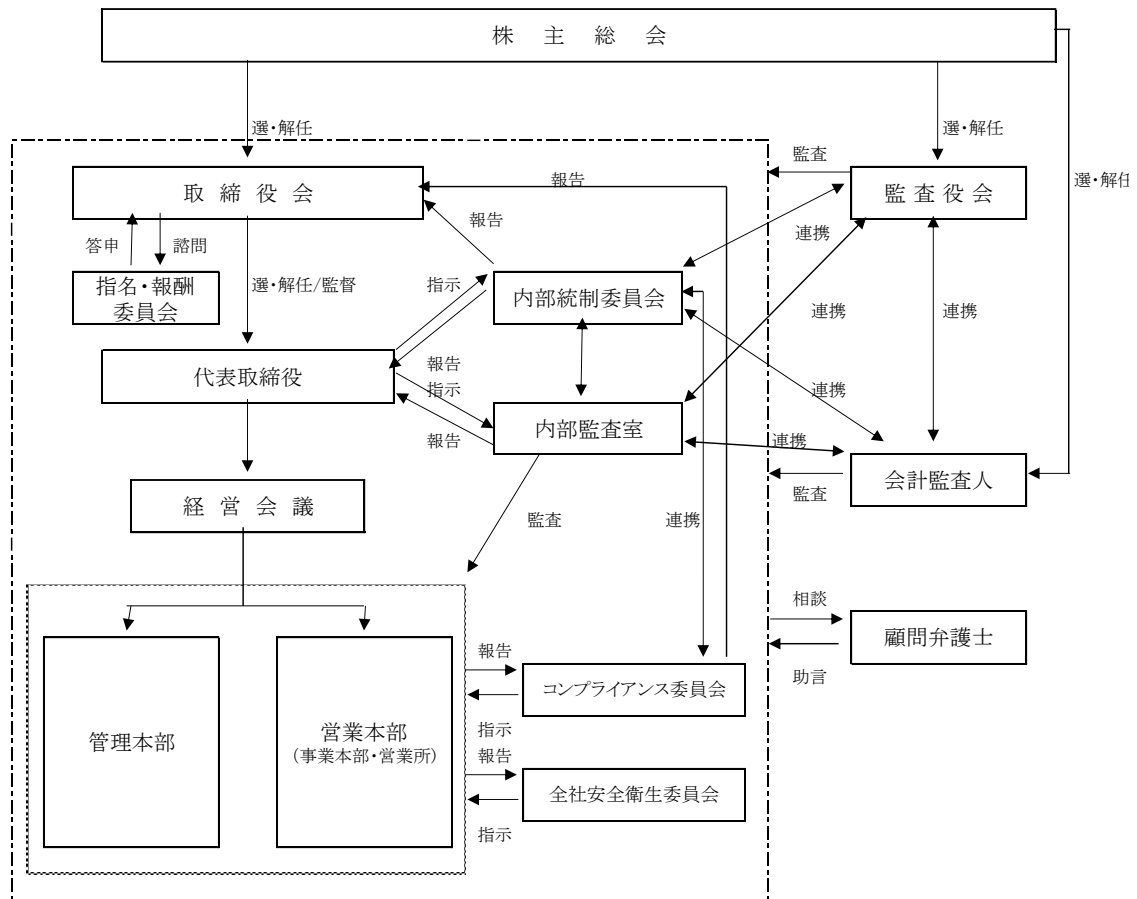 株 主 総 会
選・解任
選・解任
選・解任
監査
取 締 役 会
報告
監 査 役 会
報告
連携
答申
諮問
指名・報酬
委員会
選・解任/監督
指示
内部統制委員会
連携
連携
代表取締役
報告
指示
連携
報告
内部監査室
連携
会計監査人
監査
経 営 会 議
監査
連携
相談
顧問弁護士
助言
報告
コンプライアンス委員会
指示
管理本部
営業本部
(事業本部・営業所)
報告
全社安全衛生委員会
指示